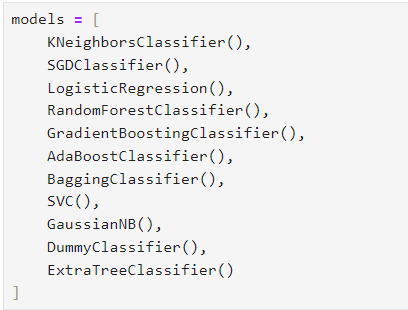 models = [
    KNeighborsClassifier(),
    SGDClassifier(),
    LogisticRegression(),
    RandomForestClassifier(),
    GradientBoostingClassifier(),
    AdaBoostClassifier(),
    BaggingClassifier(),
    SVC(),
    GaussianNB(),
    DummyClassifier(),
    ExtraTreeClassifier()
]